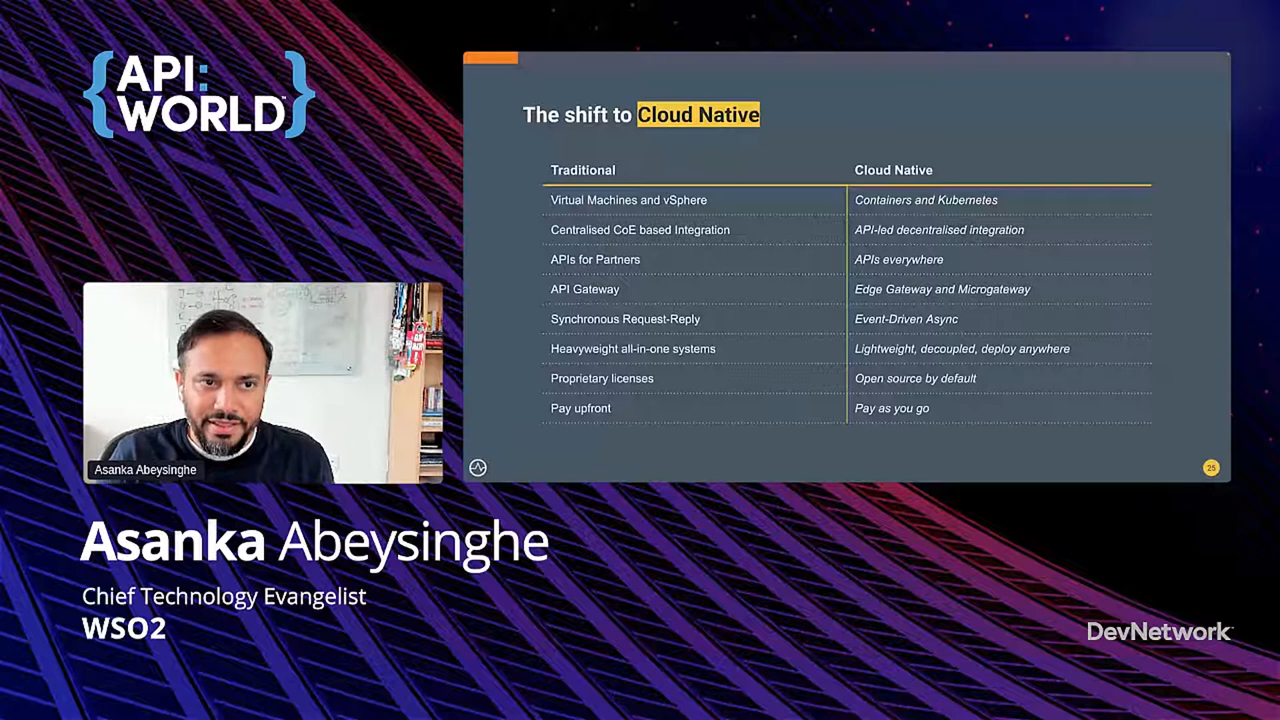 {API:
WORLD}™
The shift to Cloud Native
Traditional Cloud Native
Virtual Machines and vSphere Containers and Kubernetes
Centralised CoE based Integration API-led decentralised integration
APIs for Partners APIs everywhere
API Gateway Edge Gateway and Microgateway
Synchronous Request-Reply Event-Driven Async
Heavyweight all-in-one systems Lightweight, decoupled, deploy anywhere
Proprietary licenses Open source by default
Pay upfront Pay as you go
25
Asanka Abeysinghe
Asanka Abeysinghe
Chief Technology Evangelist
WSO2
DevNetwork